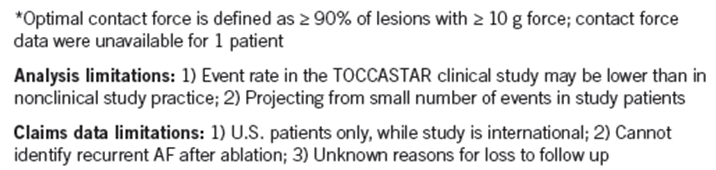 *Optimal contact force is defined as ≥ 90% of lesions with ≥ 10 g force; contact force
data were unavailable for 1 patient
Analysis limitations: 1) Event rate in the TOCCASTAR clinical study may be lower than in
nonclinical study practice; 2) Projecting from small number of events in study patients
Claims data limitations: 1) U.S. patients only, while study is international; 2) Cannot
identify recurrent AF after ablation; 3) Unknown reasons for loss to follow up